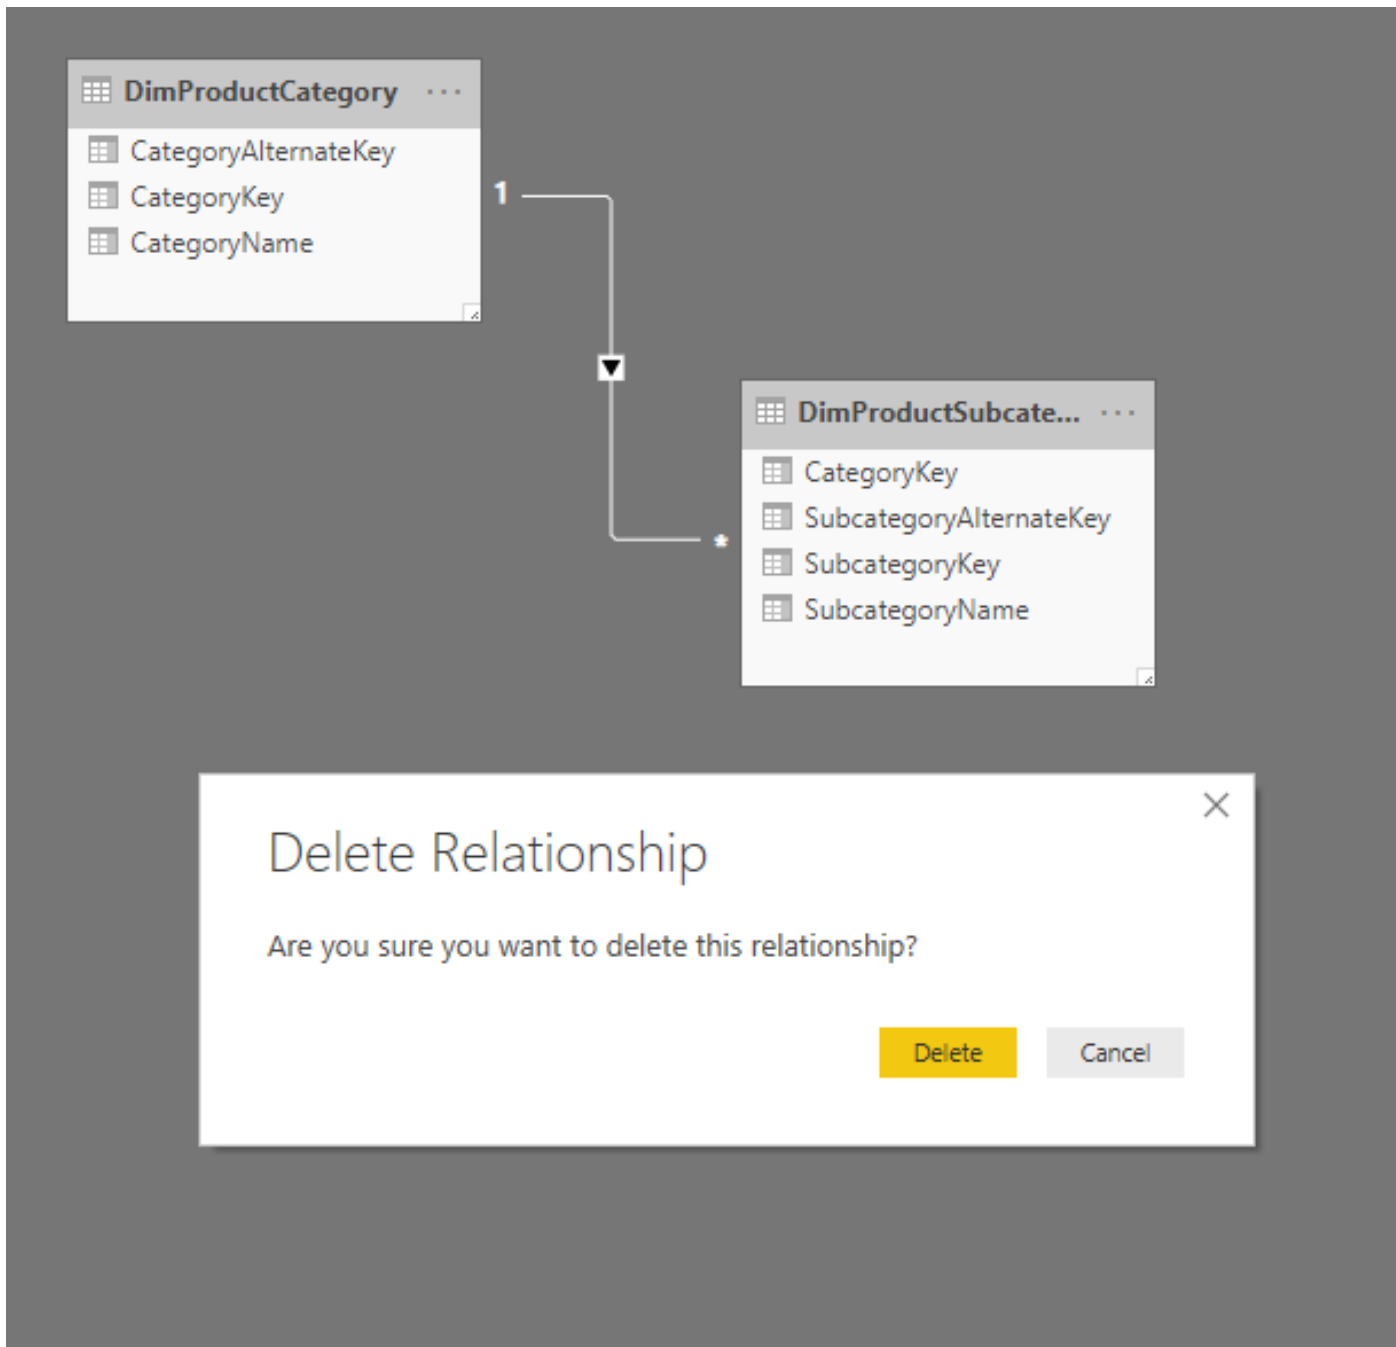 DimProductCategory ...
CategoryAlternateKey
CategoryKey
CategoryName
1
*
DimProductSubcate... ...
CategoryKey
SubcategoryAlternateKey
SubcategoryKey
SubcategoryName
Delete Relationship
Are you sure you want to delete this relationship?
Delete Cancel